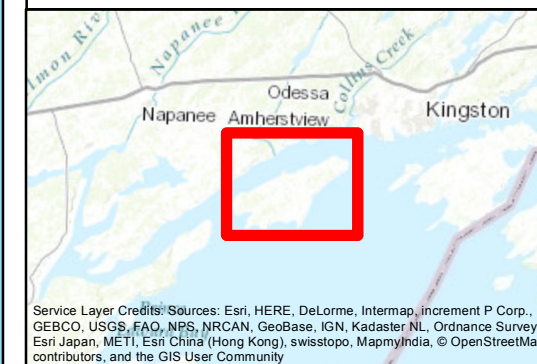 lmon Riv
Napanee
Collins Creek
Odessa
Napanee Amherstview
Kingston
Service Layer Credits: Sources: Esri, HERE, DeLorme, Intermap, increment P Corp.,
GEBCO, USGS, FAO, NPS, NRCAN, GeoBase, IGN, Kadaster NL, Ordnance Survey
Esri Japan, METI, Esri China (Hong Kong), swisstopo, MapmyIndia, © OpenStreetMa
contributors, and the GIS User Community